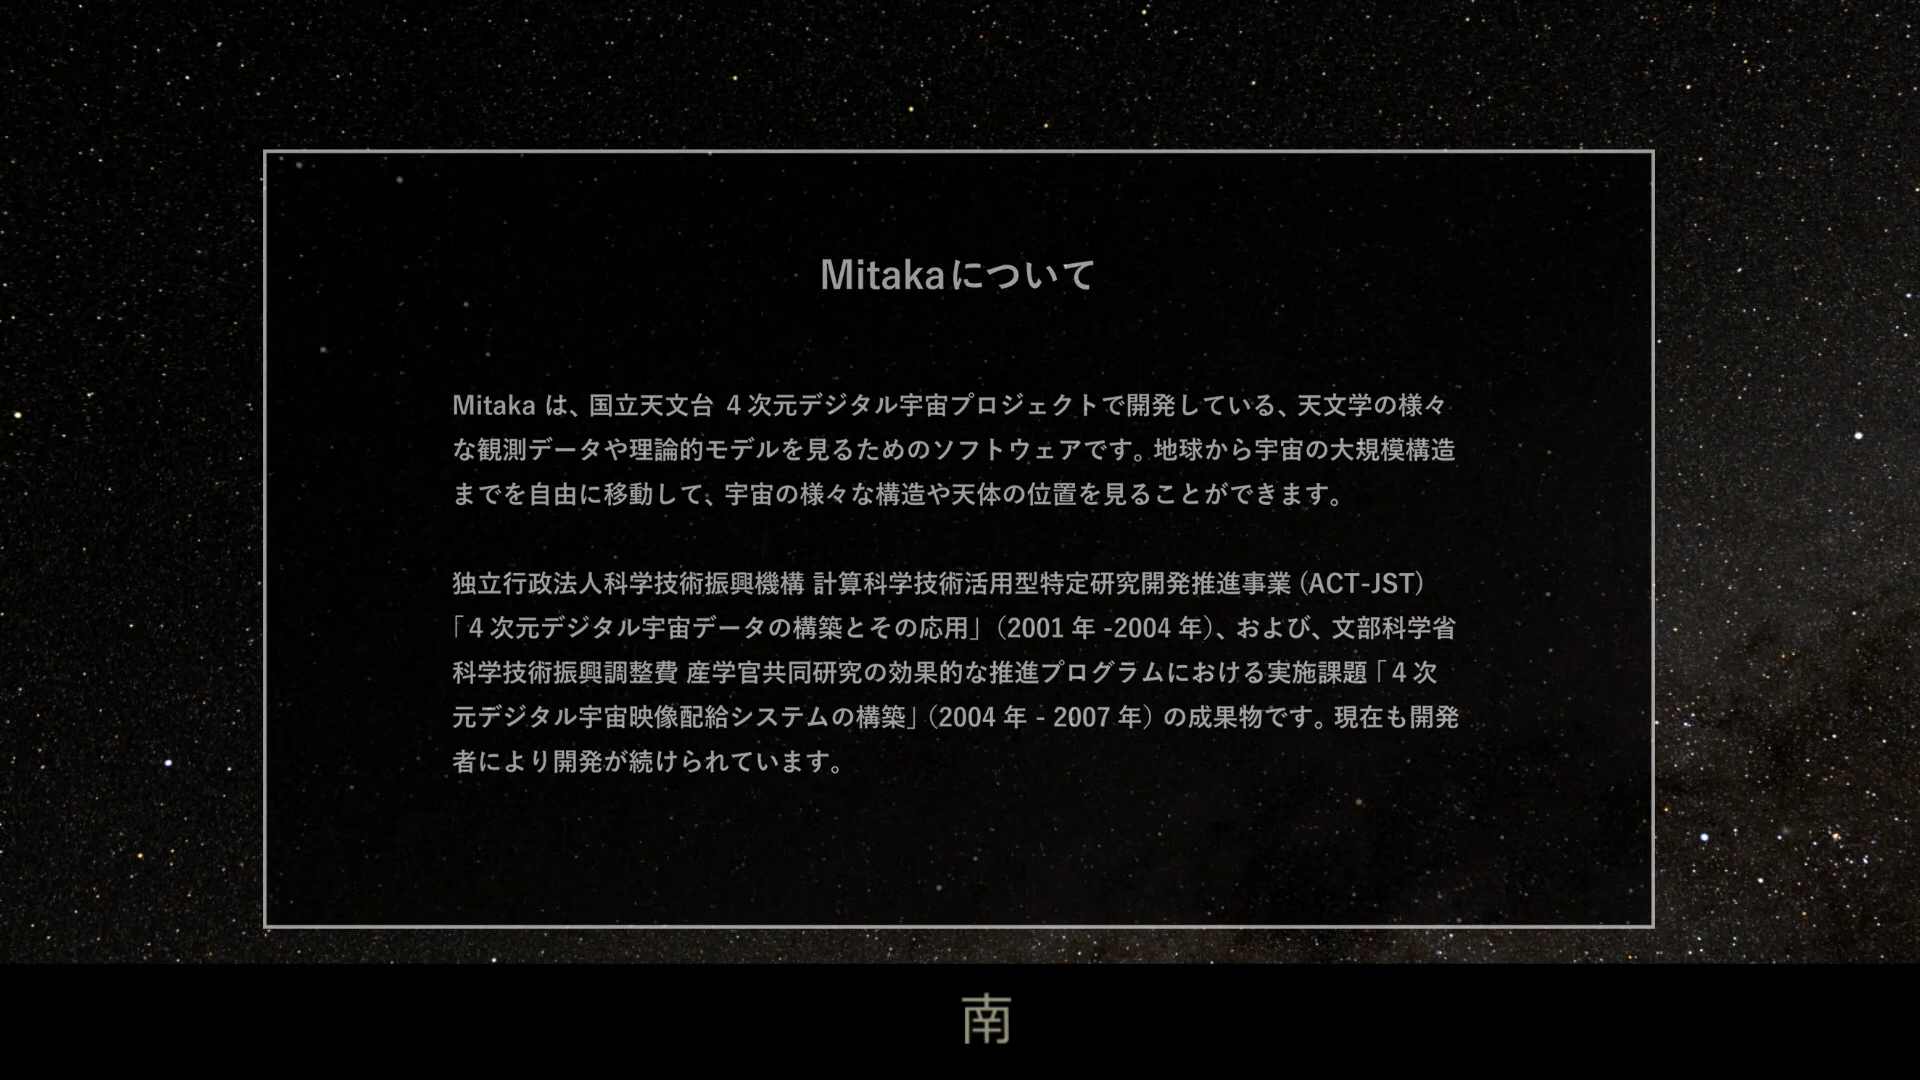 Mitakaについて
Mitaka は、国立天文台 4 次元デジタル宇宙プロジェクトで開発している、天文学の様々
な観測データや理論的モデルを見るためのソフトウェアです。地球から宇宙の大規模構造
までを自由に移動して、宇宙の様々な構造や天体の位置を見ることができます。
独立行政法人科学技術振興機構 計算科学技術活用型特定研究開発推進事業 (ACT-JST)
「4 次元デジタル宇宙データの構築とその応用」(2001 年 -2004 年)、および、文部科学省
科学技術振興調整費 産学官共同研究の効果的な推進プログラムにおける実施課題「4 次
元デジタル宇宙映像配給システムの構築」(2004 年 - 2007 年) の成果物です。現在も開発
者により開発が続けられています。
南